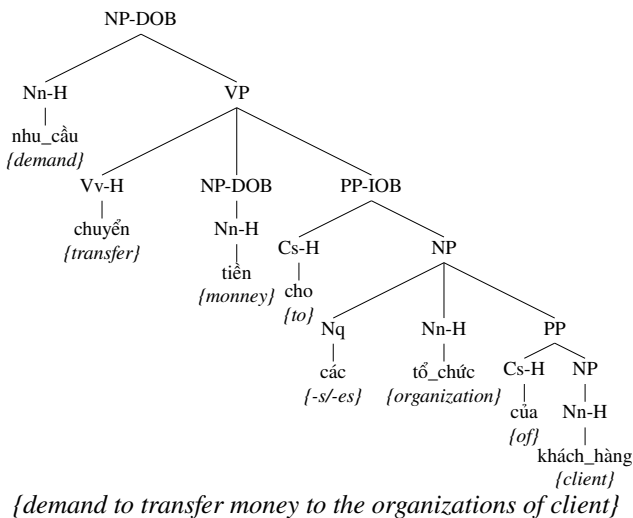 NP-DOB
Nn-H VP
nhu_cầu
{demand}
Vv-H NP-DOB PP-IOB
chuyển Nn-H Cs-H NP
{transfer}
tiền cho
{monney} {to}
Nq Nn-H PP
các tổ_chức Cs-H NP
{-s/-es} {organization} của Nn-H
{of}
khách_hàng
{client}
{demand to transfer money to the organizations of client}